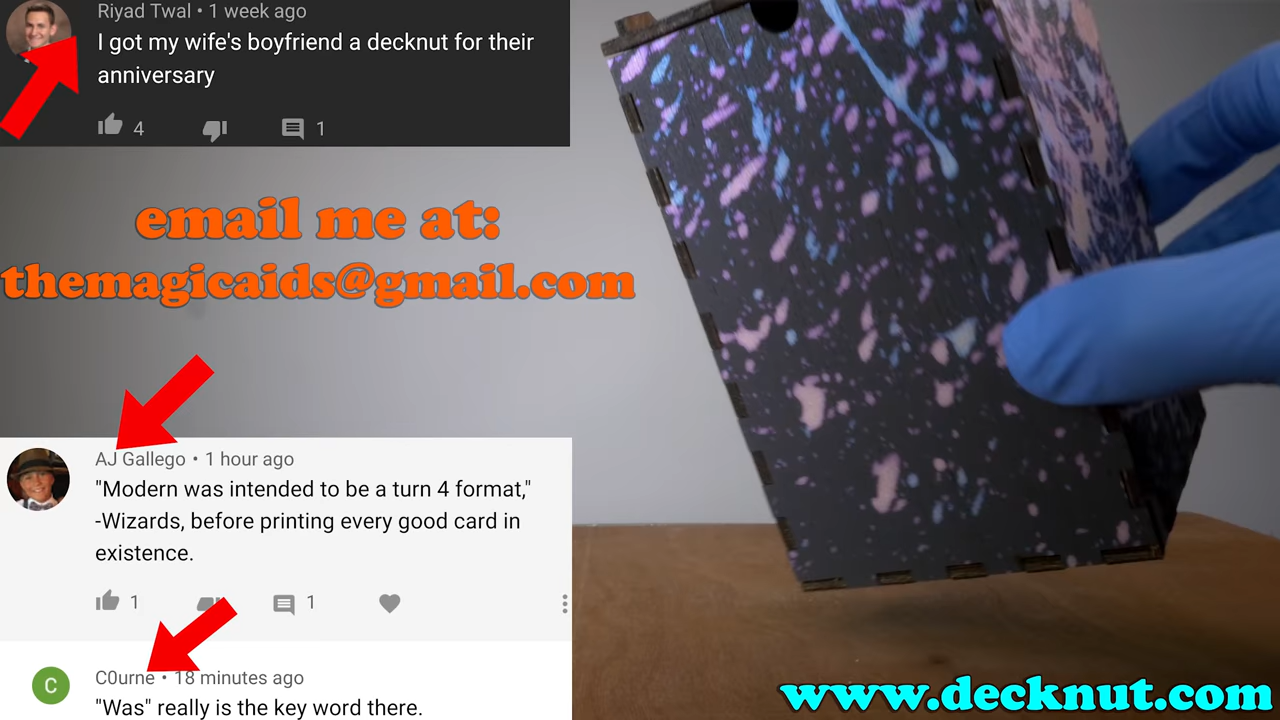 Riyad Twal • 1 week ago
I got my wife's boyfriend a decknut for their
anniversary
4
1
email me at:
themagicaids@gmail.com
AJ Gallego • 1 hour ago
"Modern was intended to be a turn 4 format,"
-Wizards, before printing every good card in
existence.
1
1
C
C0urne • 18 minutes ago
"Was" really is the key word there.
www.decknut.com